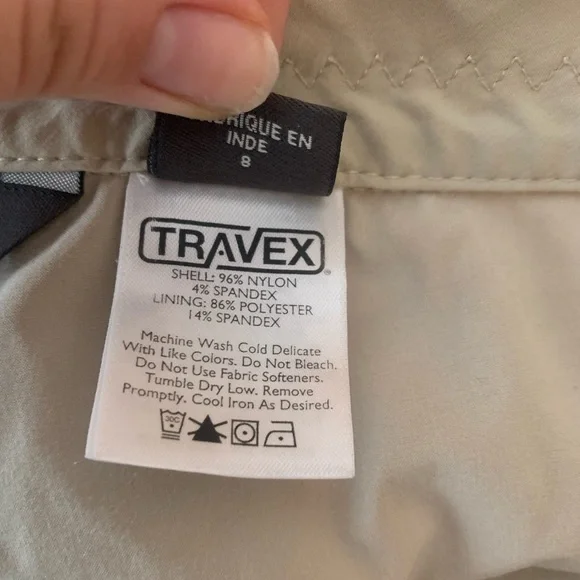 EN
INDE
8
TRAVEX
SHELL: 96% NYLON
4% SPANDEX
LINING: 86% POLYESTER
14% SPANDEX
Machine Wash Cold Delicate
With Like Colors. Do Not Bleach.
Do Not Use Fabric Softeners.
Tumble Dry Low. Remove
Promptly. Cool Iron As Desired.
30C